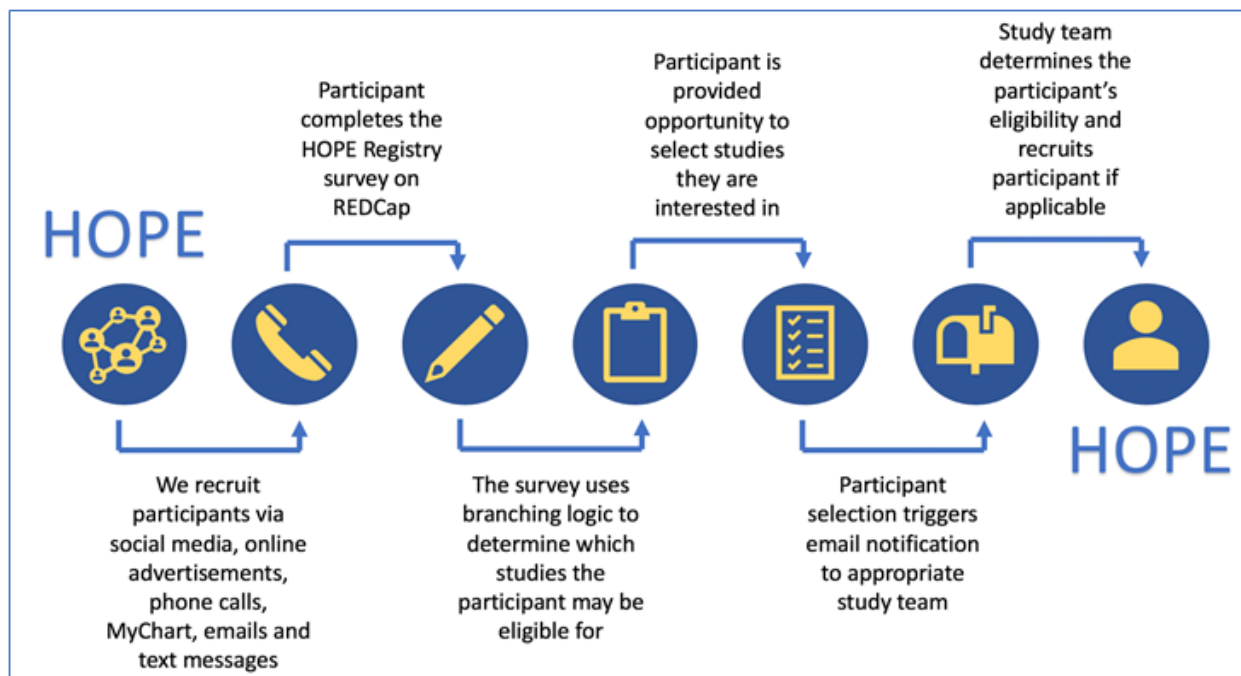 HOPE
We recruit
participants via
social media, online
advertisements,
phone calls,
MyChart, emails and
text messages
Participant
completes the
HOPE Registry
survey on
REDCap
The survey uses
branching logic to
determine which
studies the
participant may be
eligible for
Participant is
provided
opportunity to
select studies
they are
interested in
Participant
selection triggers
email notification
to appropriate
study team
Study team
determines the
participant's
eligibility and
recruits
participant if
applicable
HOPE